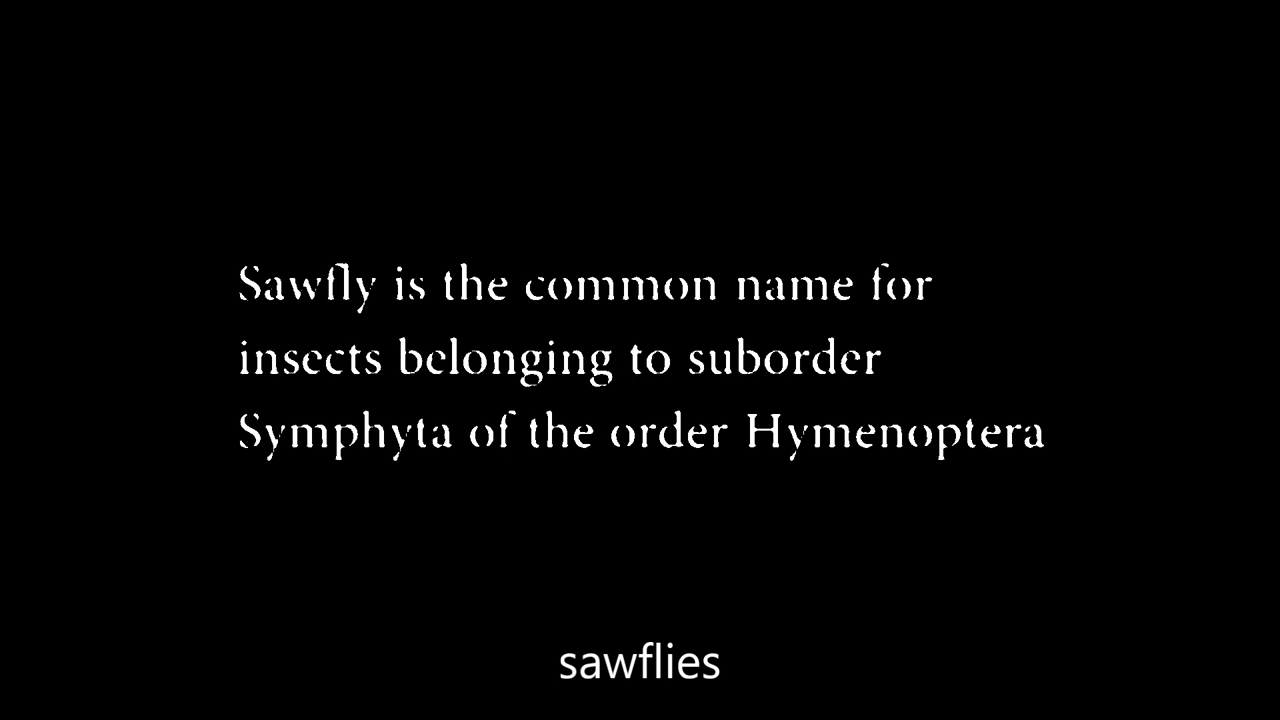 Sawfly is the common name for
insects belonging to suborder
Symphyta of the order Hymenoptera
sawflies